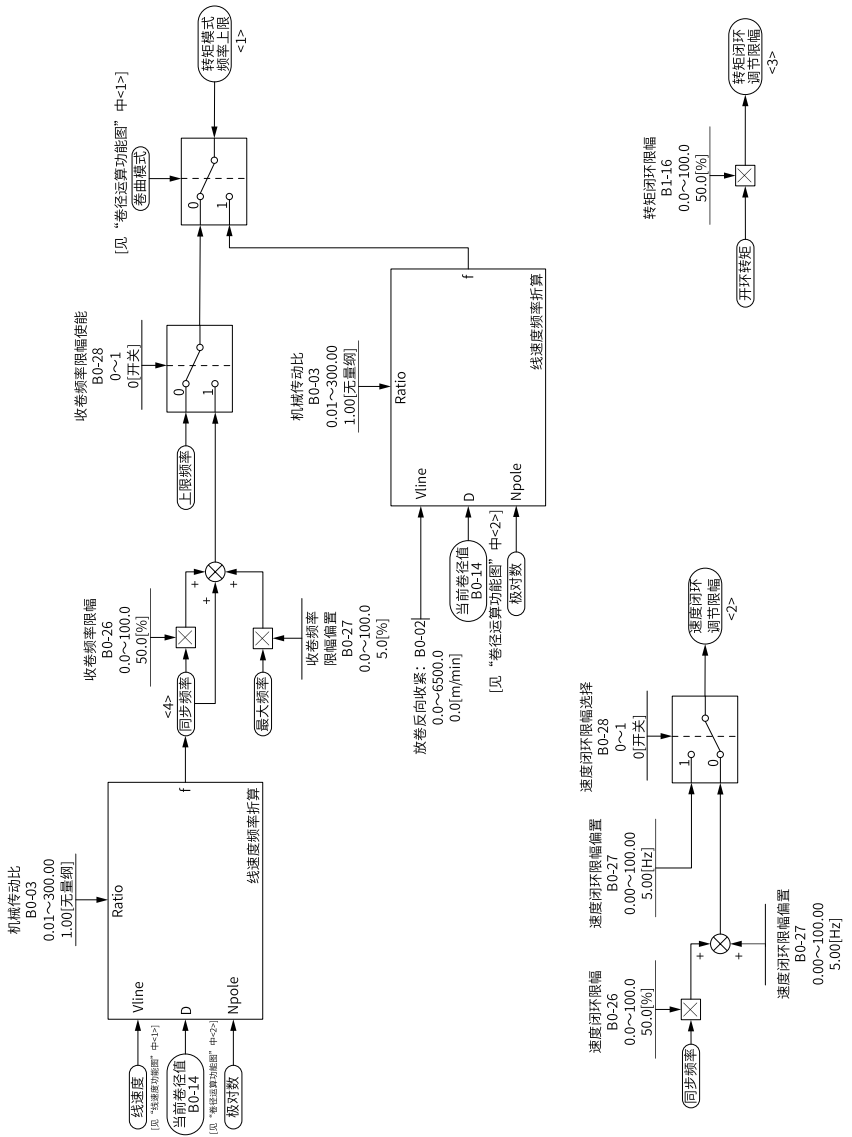 机械传动比
B0-03
0.01～300.00
1.00[无量纲]
线速度
[见“线速度功能图”中<1>]
当前卷径值
B0-14
[见“卷径运算功能图”中<2>]
极对数
Vline
D
Npole
Ratio
f
线速度频率折算
<4>
同步频率
收卷频率限幅
B0-26
0.0～100.0
50.0[%]
最大频率
收卷频率
限幅偏置
B0-27
0.0～100.0
5.0[%]
+
+
+
上限频率
收卷频率限幅使能
B0-28
0～1
0[开关]
0
1
[见“卷径运算功能图”中<1>]
卷曲模式
0
1
转矩模式
频率上限
<1>
放卷反向收紧：B0-02
0.0～6500.0
0.0[m/min]
当前卷径值
B0-14
[见“卷径运算功能图”中<2>]
极对数
机械传动比
B0-03
0.01～300.00
1.00[无量纲]
Vline
D
Npole
Ratio
f
线速度频率折算
同步频率
速度闭环限幅
B0-26
0.0～100.0
50.0[%]
+
+
速度闭环限幅偏置
B0-27
0.00～100.00
5.00[Hz]
速度闭环限幅偏置
B0-27
0.00～100.00
5.00[Hz]
速度闭环限幅选择
B0-28
0～1
0[开关]
1
0
速度闭环
调节限幅
<2>
开环转矩
转矩闭环限幅
B1-16
0.0～100.0
50.0[%]
转矩闭环
调节限幅
<3>